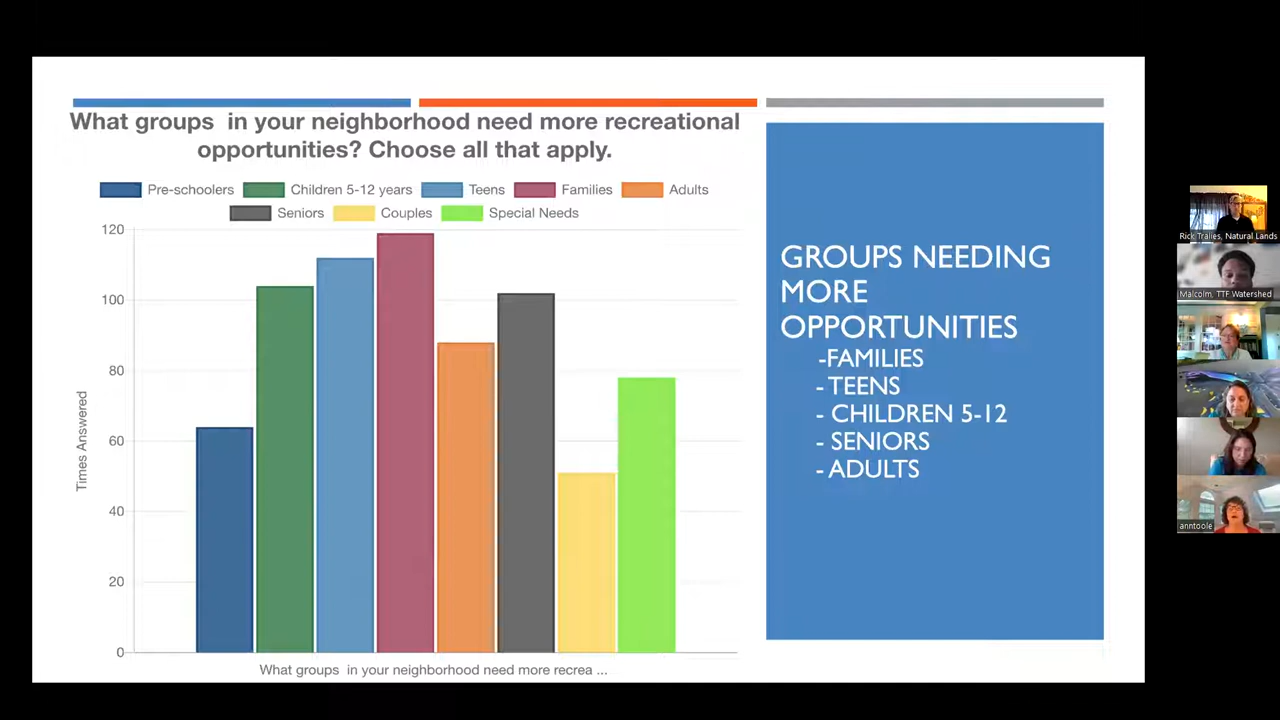 What groups  in your neighborhood need more recreational
opportunities? Choose all that apply.
Pre-schoolers Children 5-12 years Teens Families Adults
Seniors Couples Special Needs
120
100
80
60
40
20
0
Times Answered
What groups  in your neighborhood need more recrea ...
GROUPS NEEDING
MORE
OPPORTUNITIES
-FAMILIES
- TEENS
- CHILDREN 5-12
- SENIORS
- ADULTS
Rick Tralies, Natural Lands
Malcolm, TTF Watershed
anntoole